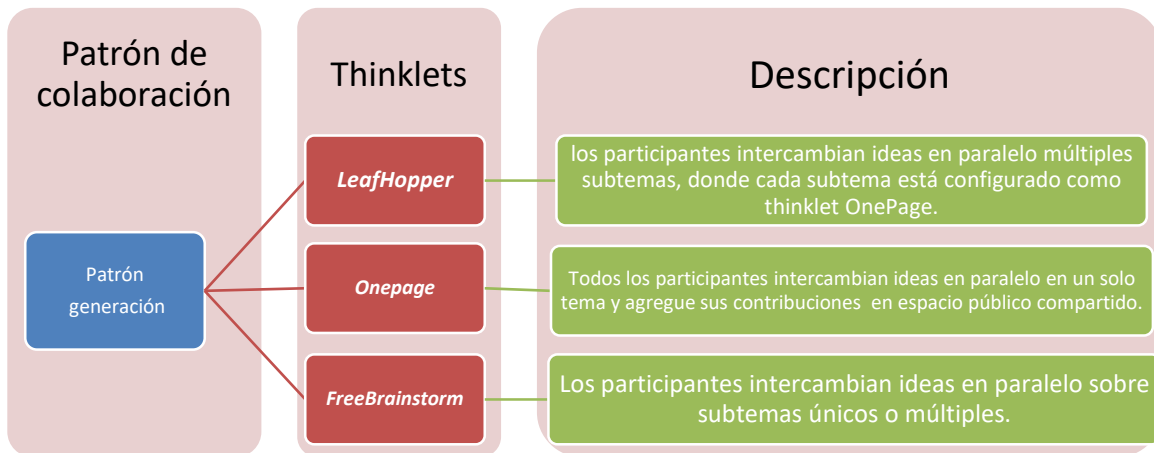 Patrón de
colaboración
Thinklets
Descripción
Patrón
generación
LeafHopper
los participantes intercambian ideas en paralelo múltiples
subtemas, donde cada subtema está configurado como
thinklet OnePage.
Onepage
Todos los participantes intercambian ideas en paralelo en un solo
tema y agregue sus contribuciones en espacio público compartido.
FreeBrainstorm
Los participantes intercambian ideas en paralelo sobre
subtemas únicos o múltiples.